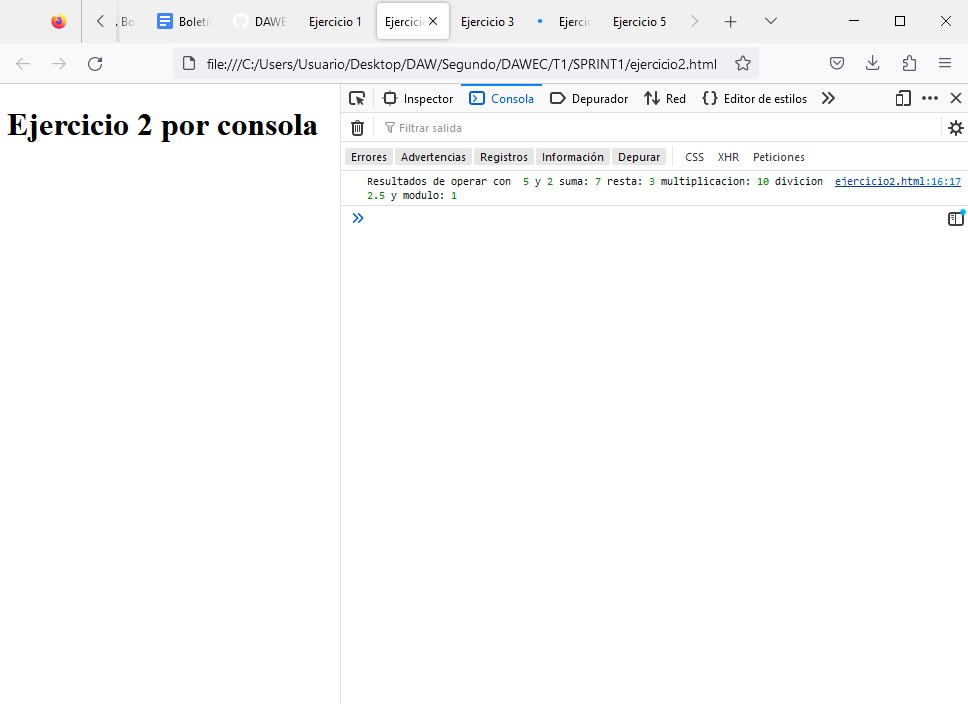 . Bo Boletí DAWE Ejercicio 1 Ejercicio Ejercicio 3 Ejercic Ejercicio 5
file:///C:/Users/Usuario/Desktop/DAW/Segundo/DAWEC/T1/SPRINT1/ejercicio2.html
Ejercicio 2 por consola
Inspector Consola Depurador Red Editor de estilos
Filtrar salida
Errores Advertencias Registros Información Depurar CSS XHR Peticiones
Resultados de operar con 5 y 2 suma: 7 resta: 3 multiplicacion: 10 divicion ejercicio2.html:16:17
2.5 y modulo: 1